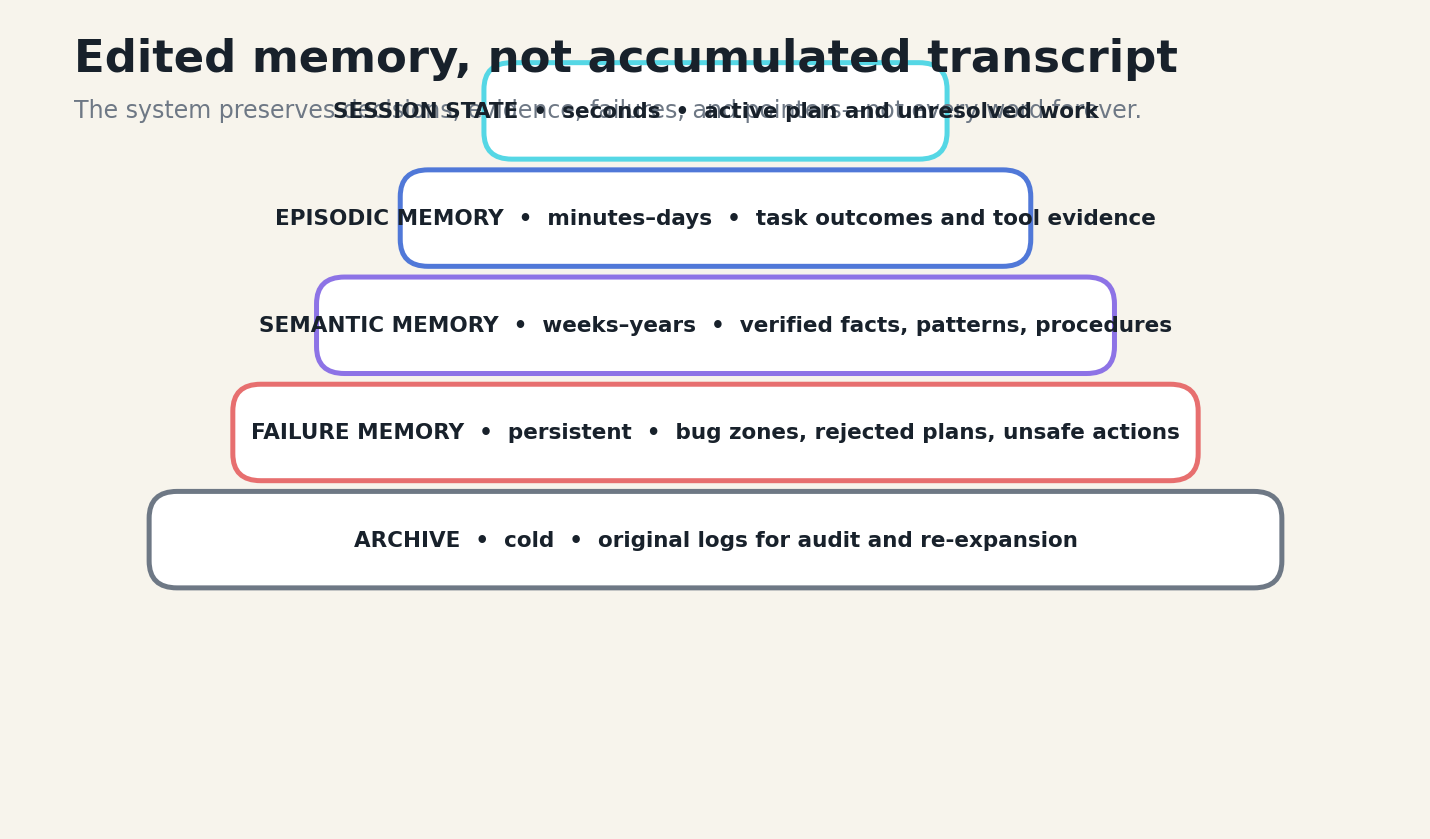 Edited memory, not accumulated transcript
The system preserves decisions, evidence, failures, and pointers—not every word forever.
SESSION STATE • seconds • active plan and unresolved work
EPISODIC MEMORY • minutes–days • task outcomes and tool evidence
SEMANTIC MEMORY • weeks–years • verified facts, patterns, procedures
FAILURE MEMORY • persistent • bug zones, rejected plans, unsafe actions
ARCHIVE • cold • original logs for audit and re-expansion